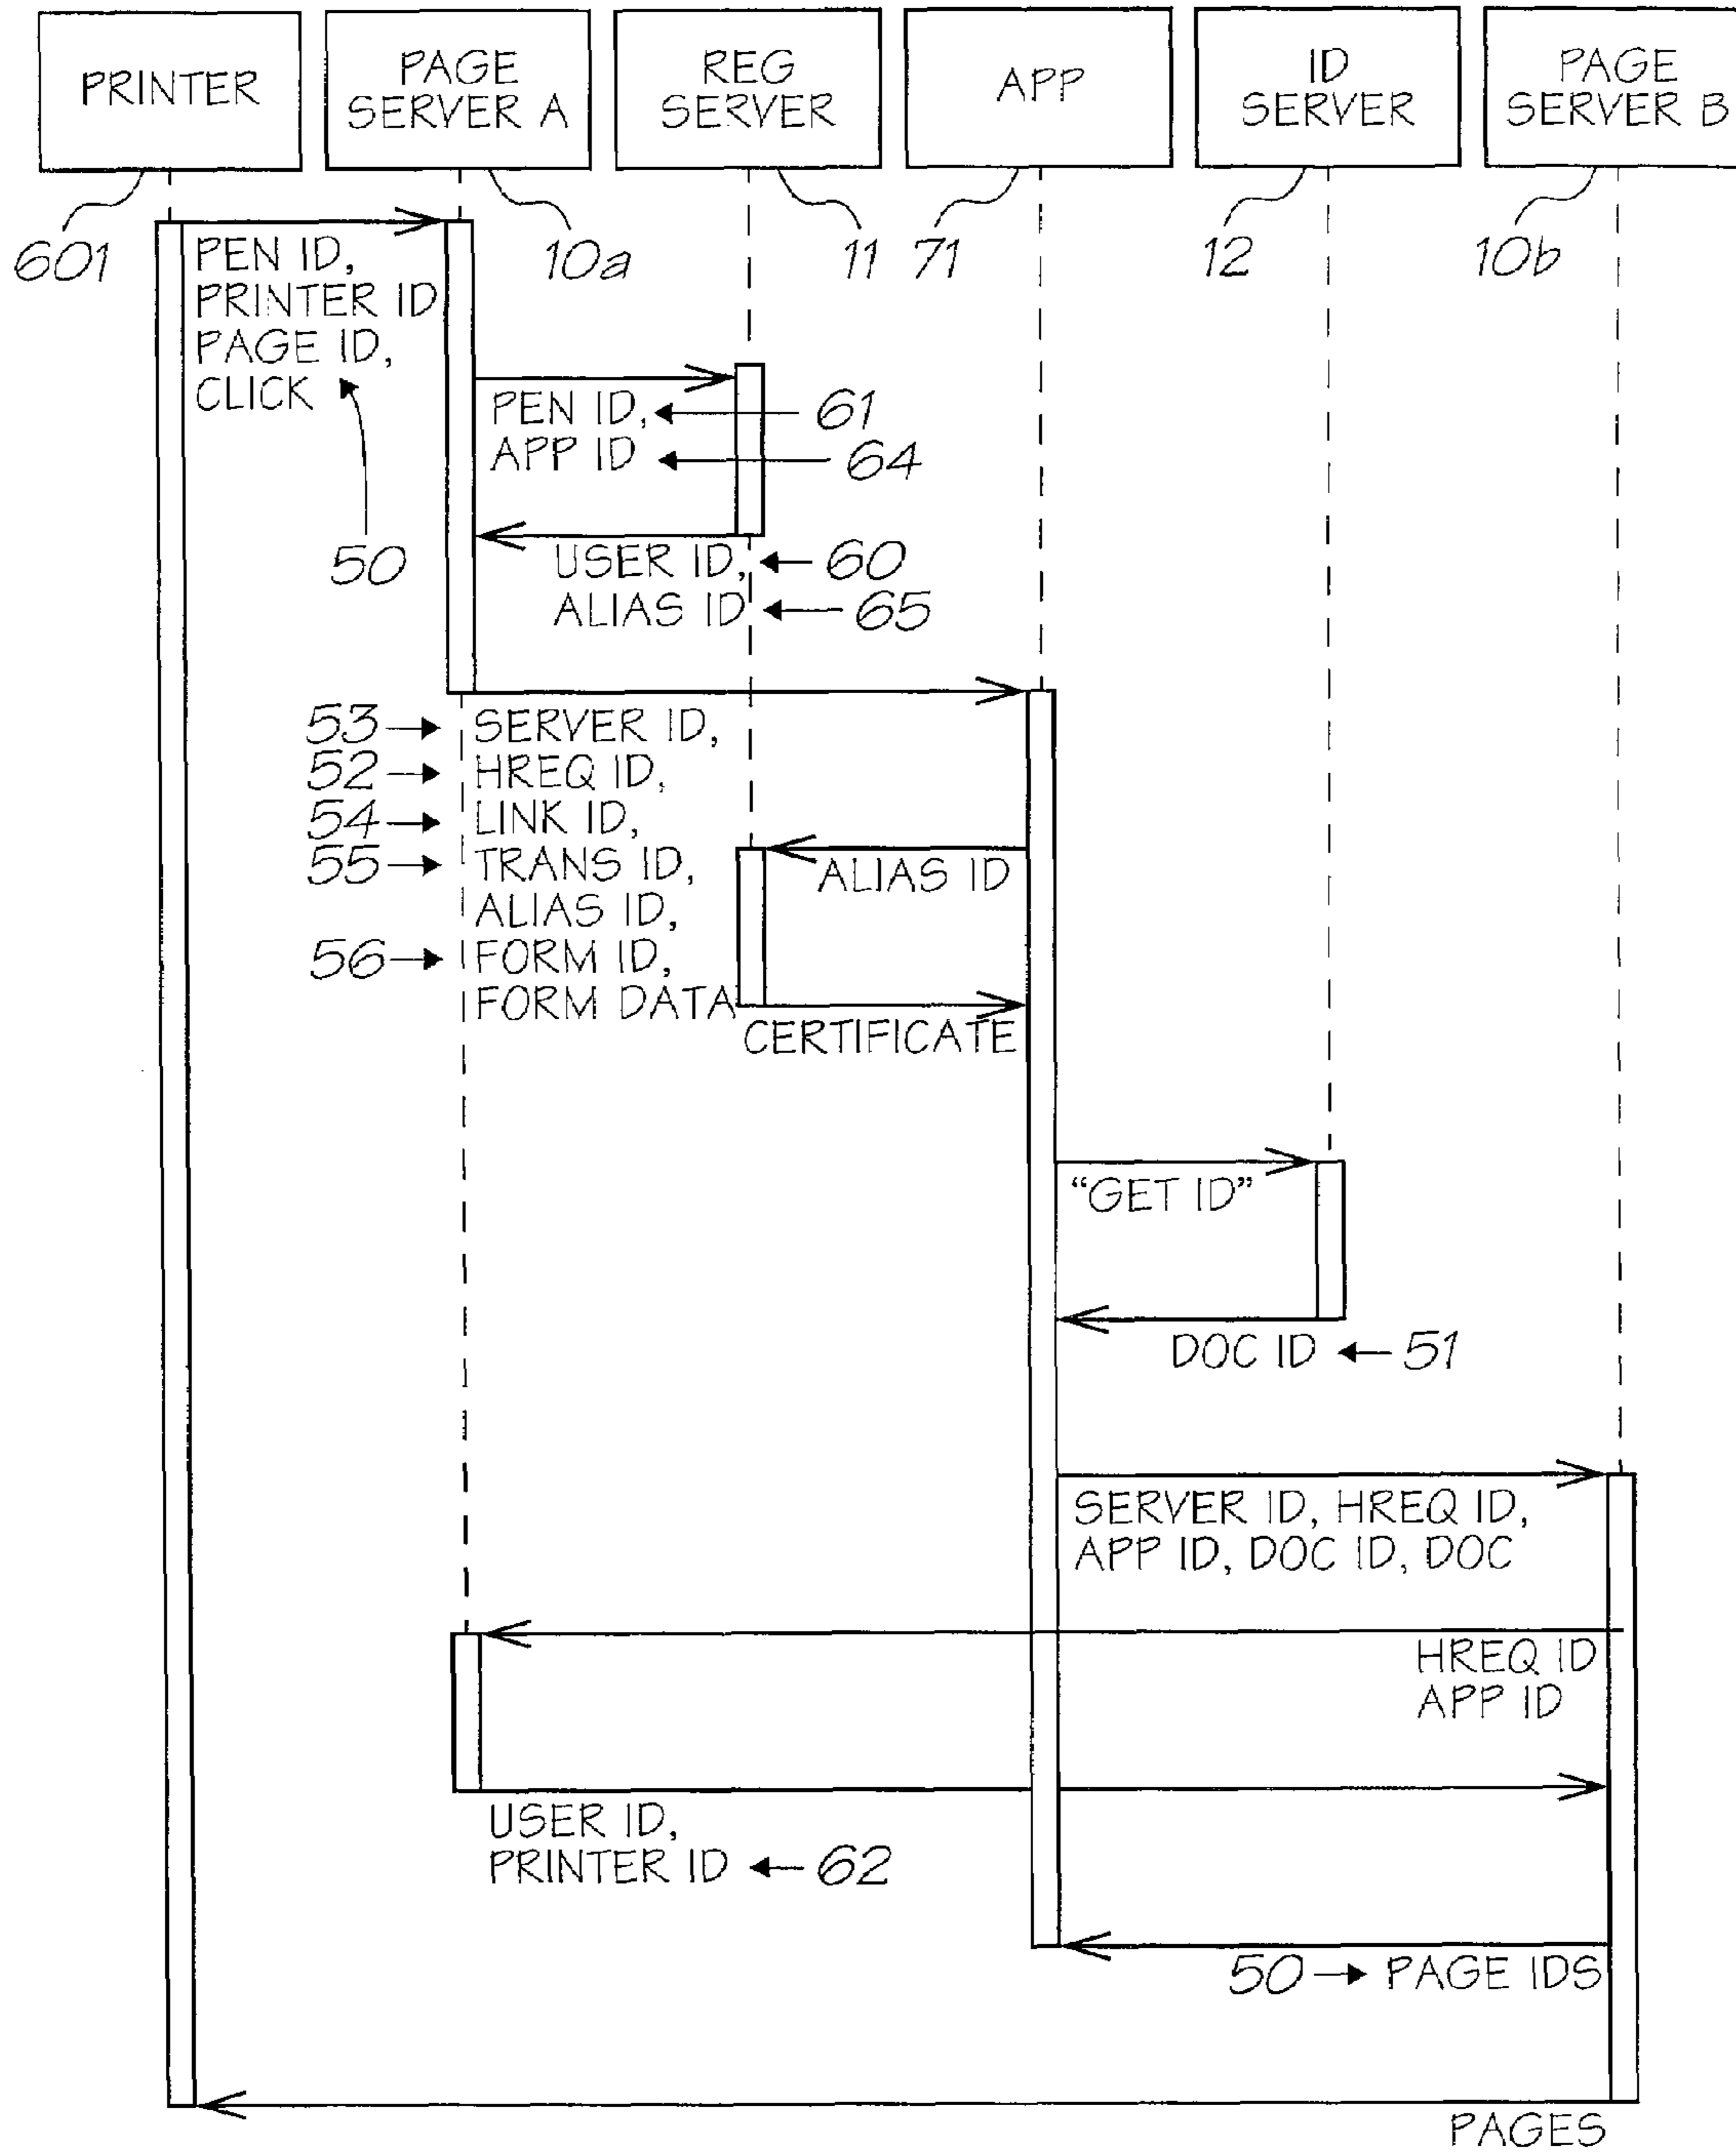 PRINTER
PAGE
SERVER A
REG
SERVER
APP
ID
SERVER
PAGE
SERVER B
601
10a
11
71
12
10b
PEN ID,
PRINTER ID
PAGE ID,
CLICK
50
PEN ID,
61
APP ID
64
USER ID,
60
ALIAS ID
65
53
SERVER ID,
52
HREQ ID,
54
LINK ID,
55
TRANS ID,
ALIAS ID,
56
FORM ID,
FORM DATA
ALIAS ID
CERTIFICATE
“GET ID”
DOC ID
51
SERVER ID, HREQ ID,
APP ID, DOC ID, DOC
HREQ ID
APP ID
USER ID,
PRINTER ID
62
50
PAGE IDS
PAGES